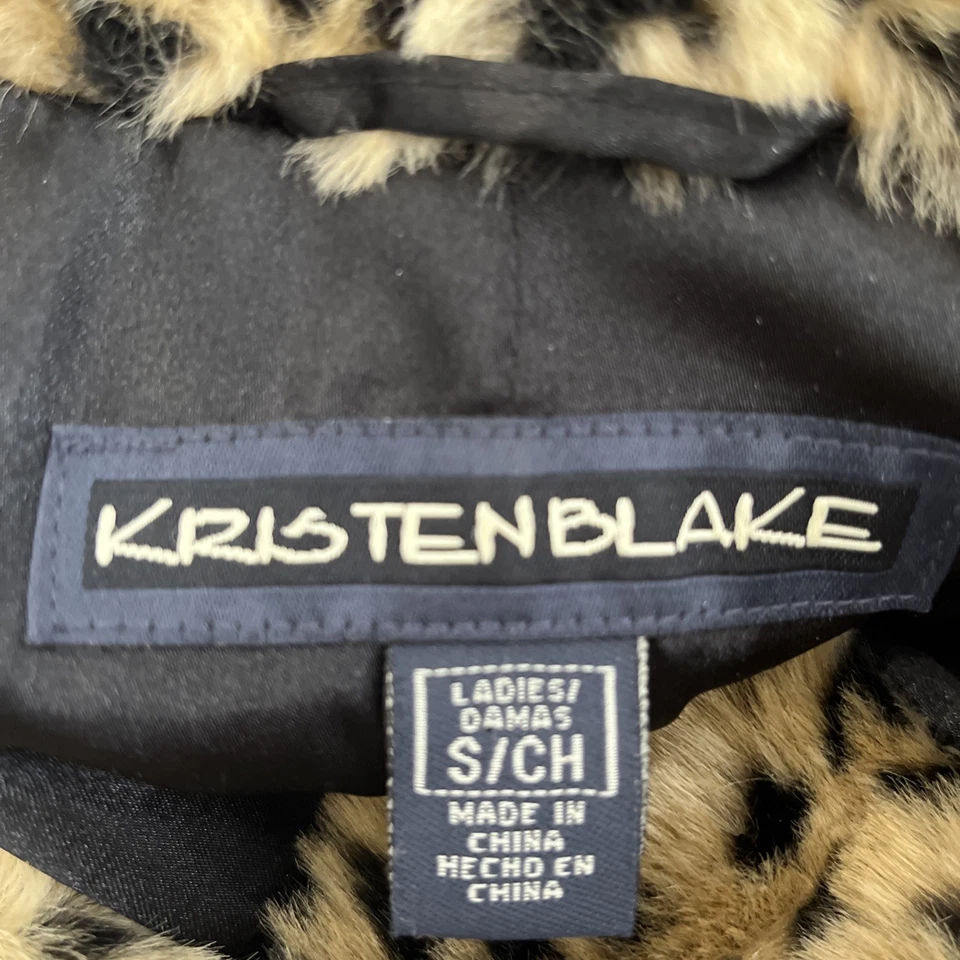 KRISTENBLAKE
LADIES/
DAMAS
S/CH
MADE IN
CHINA
HECHO EN
CHINA